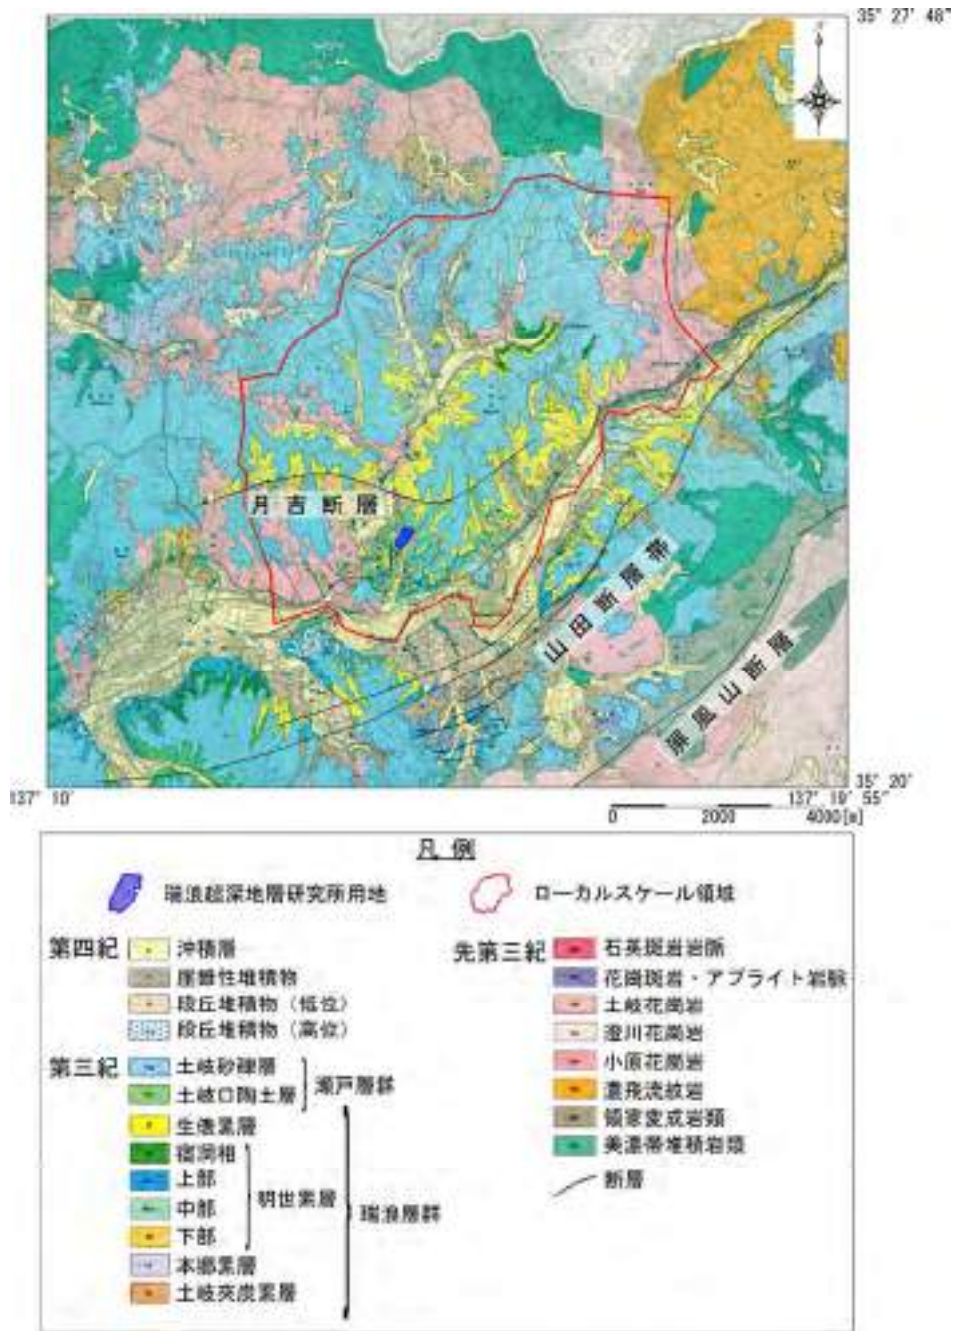 35° 27' 48"
月吉断層
山田断層帯
屏風山断層
35° 20'
137° 10'
137° 19' 55"
0 2000 4000[m]
凡例
瑞浪超深地層研究所用地
ローカルスケール領域
第四紀
沖積層
崖錐性堆積物
段丘堆積物（低位）
段丘堆積物（高位）
第三紀
土岐砂礫層
土岐口陶土層
瀬戸層群
生俵累層
宿洞相
上部
中部
下部
明世累層
本郷累層
土岐夾炭累層
瑞浪層群
先第三紀
石英斑岩岩脈
花崗斑岩・アプライト岩脈
土岐花崗岩
澄川花崗岩
小原花崗岩
濃飛流紋岩
領家変成岩類
美濃帯堆積岩類
断層